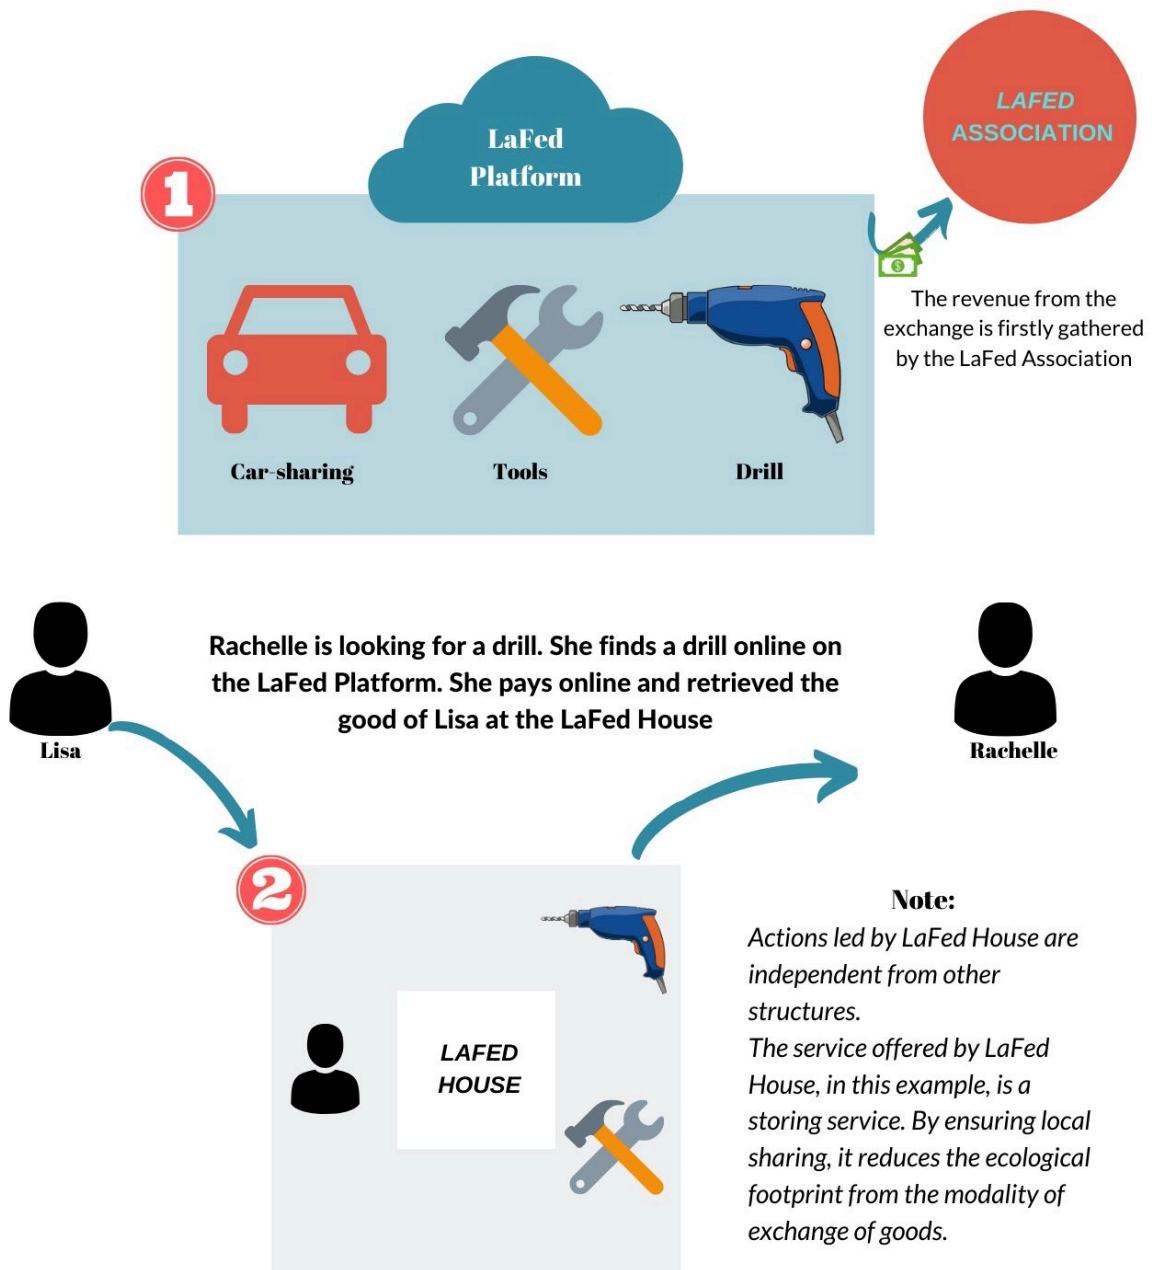 LAFED
ASSOCIATION
LaFed
Platform
1
The revenue from the
exchange is firstly gathered
by the LaFed Association
Car-sharing
Tools
Drill
Rachelle is looking for a drill. She finds a drill online on
the LaFed Platform. She pays online and retrieved the
good of Lisa at the LaFed House
Lisa
Rachelle
2
LAFED
HOUSE
Note:
Actions led by LaFed House are
independent from other
structures.
The service offered by LaFed
House, in this example, is a
storing service. By ensuring local
sharing, it reduces the ecological
footprint from the modality of
exchange of goods.